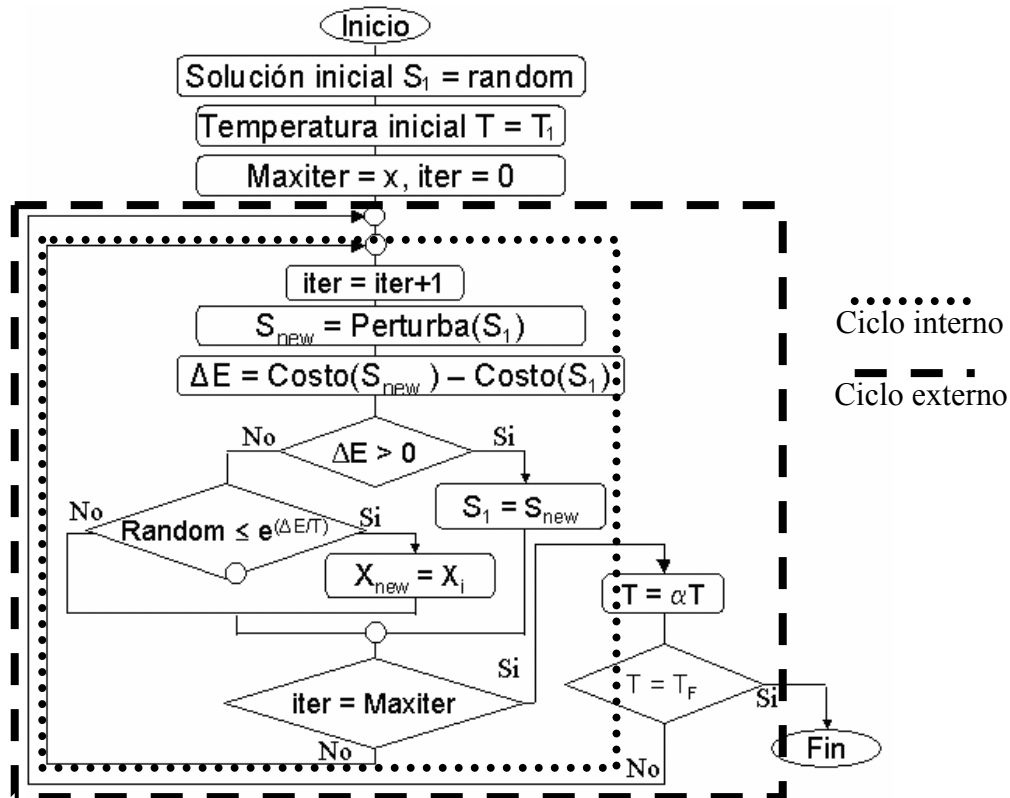 Inicio
Solución inicial S₁ = random
Temperatura inicial T = T₁
Maxiter = x, iter = 0
iter = iter+1
Sₙₑw = Perturba(S₁)
ΔE = Costo(Sₙₑw) – Costo(S₁)
No
Si
ΔE > 0
S₁ = Sₙₑw
No
Si
Random ≤ e^(ΔE/T)
Xₙₑw = Xᵢ
T = αT
Si
iter = Maxiter
No
T = T_F
Si
No
Fin
Ciclo interno
Ciclo externo